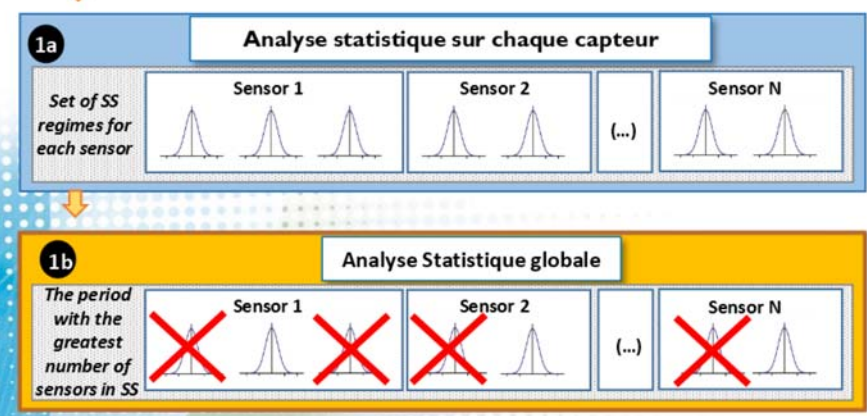 1a
Analyse statistique sur chaque capteur
Set of SS
regimes for
each sensor
Sensor 1
Sensor 2
(...)
Sensor N
1b
Analyse Statistique globale
The period
with the
greatest
number of
sensors in SS
Sensor 1
Sensor 2
(...)
Sensor N